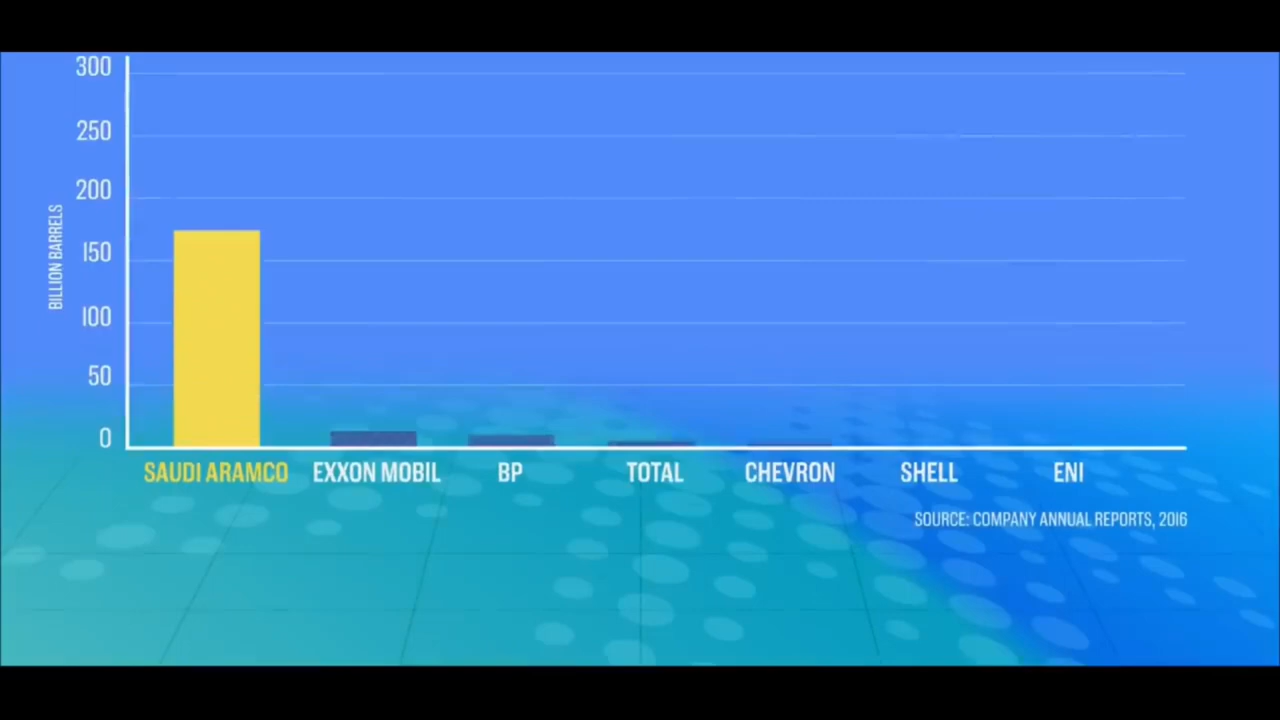 300
250
200
150
100
50
0
BILLION BARRELS
SAUDI ARAMCO
EXXON MOBIL
BP
TOTAL
CHEVRON
SHELL
ENI
SOURCE: COMPANY ANNUAL REPORTS, 2016